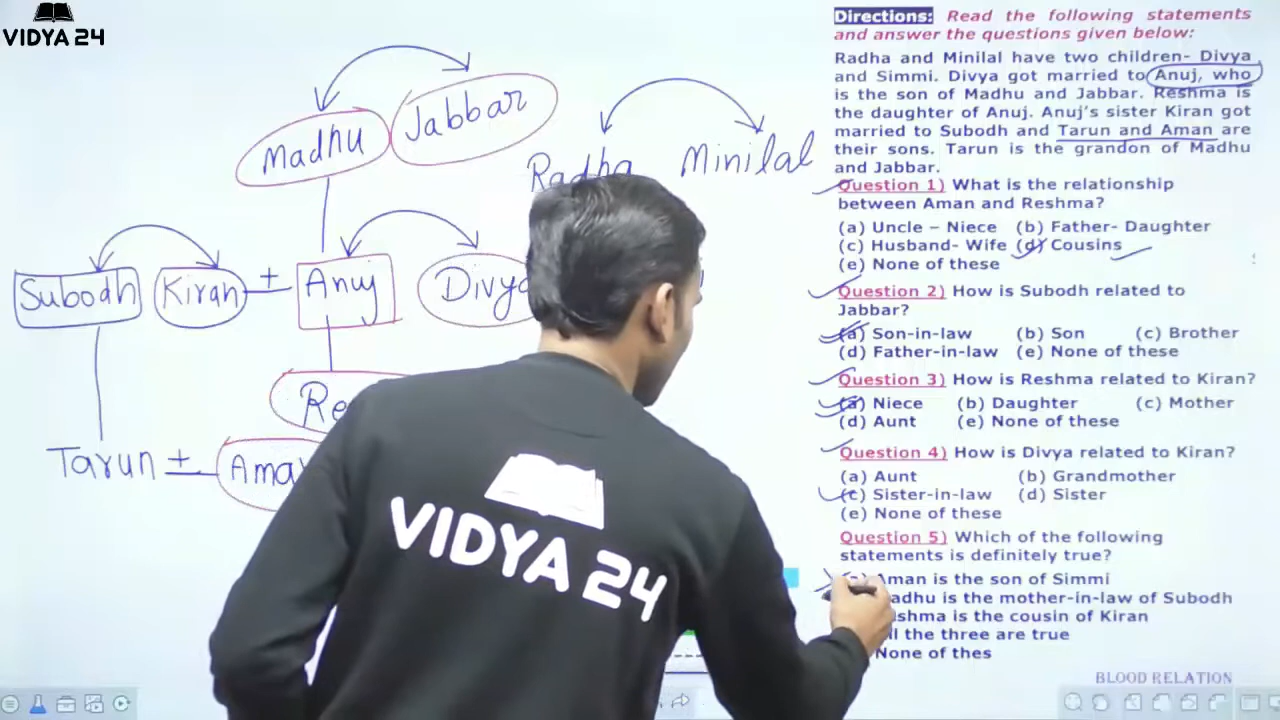 VIDYA 24
Madhu
Jabbar
Radha
Minilal
Subodh
Kiran
±
Anuj
Tarun
±
VIDYA 24
Directions: Read the following statements
and answer the questions given below:
Radha and Minilal have two children- Divya
and Simmi. Divya got married to Anuj, who
is the son of Madhu and Jabbar. Reshma is
the daughter of Anuj. Anuj's sister Kiran got
married to Subodh and Tarun and Aman are
their sons. Tarun is the grandon of Madhu
and Jabbar.
Question 1) What is the relationship
between Aman and Reshma?
(a) Uncle – Niece (b) Father- Daughter
(c) Husband- Wife (d) Cousins
(e) None of these
Question 2) How is Subodh related to
Jabbar?
(a) Son-in-law (b) Son (c) Brother
(d) Father-in-law (e) None of these
Question 3) How is Reshma related to Kiran?
(a) Niece (b) Daughter (c) Mother
(d) Aunt (e) None of these
Question 4) How is Divya related to Kiran?
(a) Aunt (b) Grandmother
(c) Sister-in-law (d) Sister
(e) None of these
Question 5) Which of the following
statements is definitely true?
Aman is the son of Simmi
is the mother-in-law of Subodh
is the cousin of Kiran
the three are true
None of thes
BLOOD RELATION